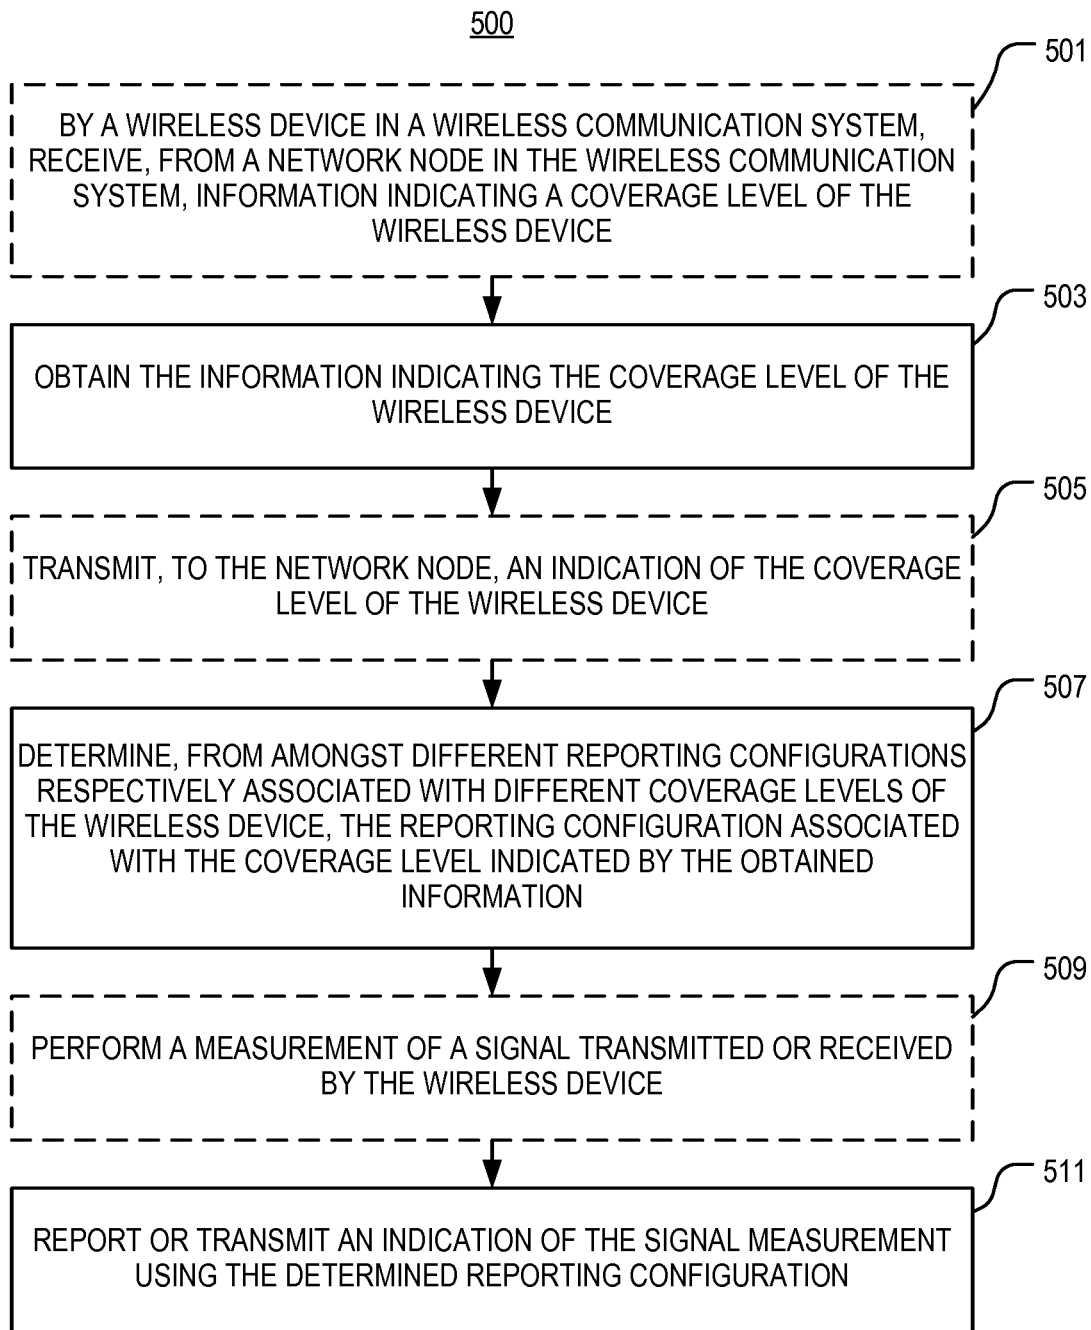 500
501
BY A WIRELESS DEVICE IN A WIRELESS COMMUNICATION SYSTEM,
RECEIVE, FROM A NETWORK NODE IN THE WIRELESS COMMUNICATION
SYSTEM, INFORMATION INDICATING A COVERAGE LEVEL OF THE
WIRELESS DEVICE
503
OBTAIN THE INFORMATION INDICATING THE COVERAGE LEVEL OF THE
WIRELESS DEVICE
505
TRANSMIT, TO THE NETWORK NODE, AN INDICATION OF THE COVERAGE
LEVEL OF THE WIRELESS DEVICE
507
DETERMINE, FROM AMONGST DIFFERENT REPORTING CONFIGURATIONS
RESPECTIVELY ASSOCIATED WITH DIFFERENT COVERAGE LEVELS OF
THE WIRELESS DEVICE, THE REPORTING CONFIGURATION ASSOCIATED
WITH THE COVERAGE LEVEL INDICATED BY THE OBTAINED
INFORMATION
509
PERFORM A MEASUREMENT OF A SIGNAL TRANSMITTED OR RECEIVED
BY THE WIRELESS DEVICE
511
REPORT OR TRANSMIT AN INDICATION OF THE SIGNAL MEASUREMENT
USING THE DETERMINED REPORTING CONFIGURATION